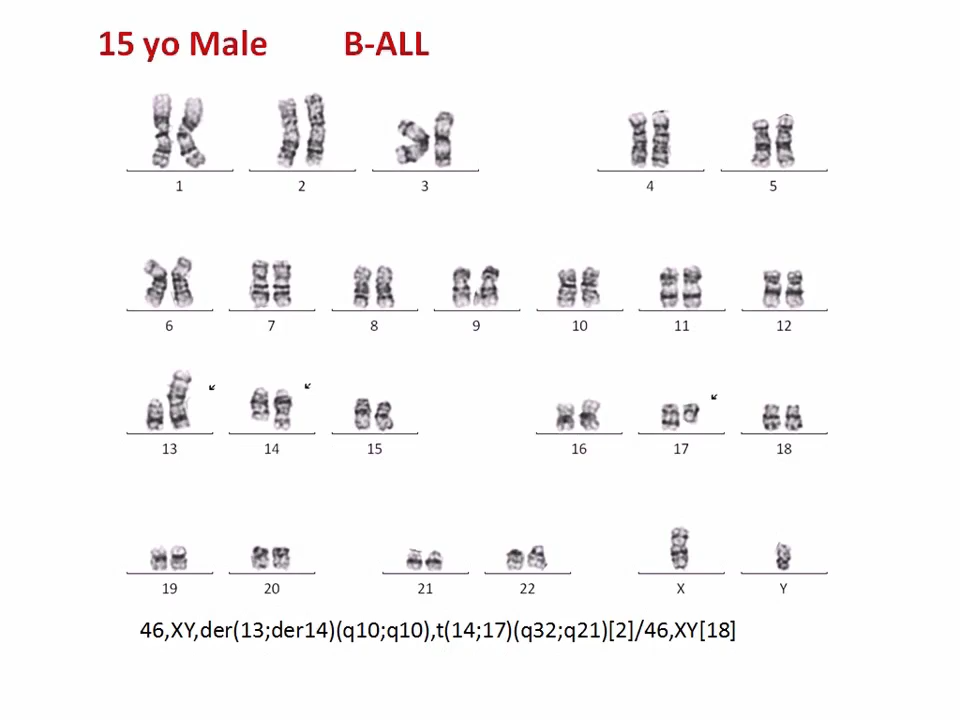 15 yo Male B-ALL
1 2 3 4 5
6 7 8 9 10 11 12
13 14 15 16 17 18
19 20 21 22 X Y
46,XY,der(13;der14)(q10;q10),t(14;17)(q32;q21)[2]/46,XY[18]